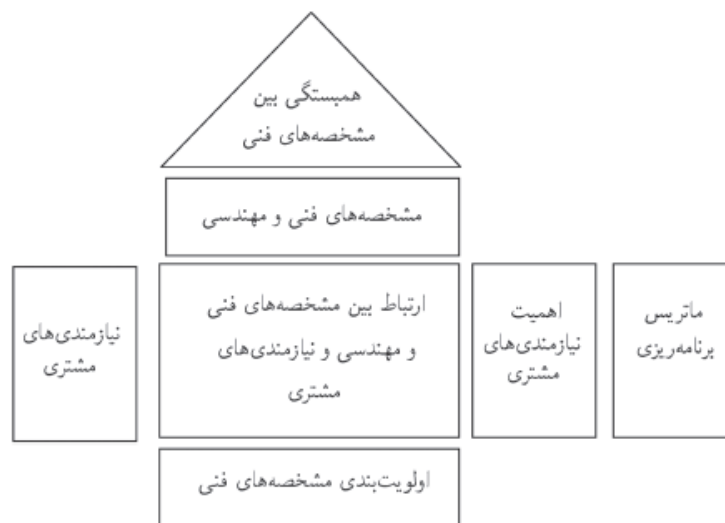 همبستگی بین
مشخصه‌های فنی
مشخصه‌های فنی و مهندسی
ماتریس
برنامه‌ریزی
اهمیت
نیازمندی‌های
مشتری
ارتباط بین مشخصه‌های فنی
و مهندسی و نیازمندی‌های
مشتری
نیازمندی‌های
مشتری
اولویت‌بندی مشخصه‌های فنی